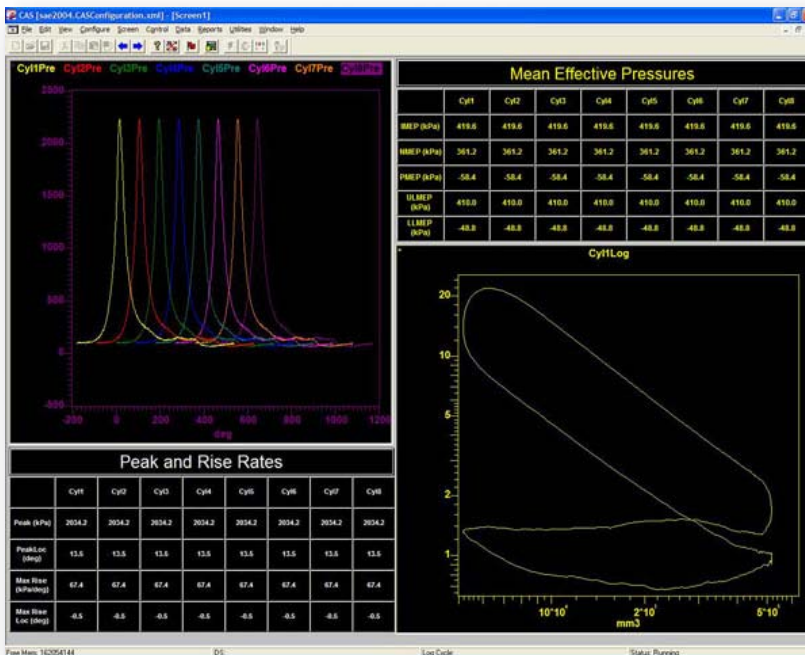 CAS [sae2004.CASConfiguration.xml] - [Screen1]
File Edit View Configure Screen Control Data Reports Utilities Window Help
Cyl1Pre Cyl2Pre Cyl3Pre Cyl4Pre Cyl5Pre Cyl6Pre Cyl7Pre Cyl8Pre
2500
2000
1500
1000
500
0
-500
-200 0 200 400 600 800 1000 1200
deg
Mean Effective Pressures
Cyl1 Cyl2 Cyl3 Cyl4 Cyl5 Cyl6 Cyl7 Cyl8
IMEP (kPa) 419.6 419.6 419.6 419.6 419.6 419.6 419.6 419.6
NMEP (kPa) 361.2 361.2 361.2 361.2 361.2 361.2 361.2 361.2
PMEP (kPa) -58.4 -58.4 -58.4 -58.4 -58.4 -58.4 -58.4 -58.4
ULMEP (kPa) 410.0 410.0 410.0 410.0 410.0 410.0 410.0 410.0
LLMEP (kPa) -48.8 -48.8 -48.8 -48.8 -48.8 -48.8 -48.8 -48.8
Cyl1Log
20
10
5
2
1
10*10⁴ 2*10⁵ 5*10⁵
mm3
Peak and Rise Rates
Cyl1 Cyl2 Cyl3 Cyl4 Cyl5 Cyl6 Cyl7 Cyl8
Peak (kPa) 2034.2 2034.2 2034.2 2034.2 2034.2 2034.2 2034.2 2034.2
PeakLoc (deg) 13.5 13.5 13.5 13.5 13.5 13.5 13.5 13.5
Max Rise (kPa/deg) 67.4 67.4 67.4 67.4 67.4 67.4 67.4 67.4
Max Rise Loc (deg) -0.5 -0.5 -0.5 -0.5 -0.5 -0.5 -0.5 -0.5
Free Mem: 162054144 DS: Log Cycle: Status: Running